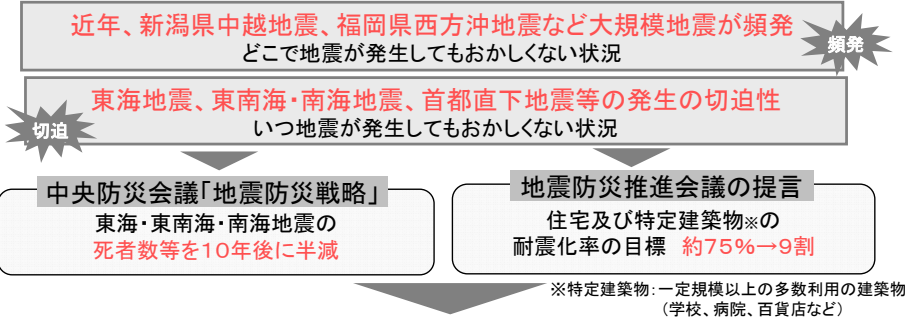 近年、新潟県中越地震、福岡県西方沖地震など大規模地震が頻発
どこで地震が発生してもおかしくない状況
頻発
東海地震、東南海・南海地震、首都直下地震等の発生の切迫性
いつ地震が発生してもおかしくない状況
切迫
中央防災会議「地震防災戦略」
東海・東南海・南海地震の
死者数等を10年後に半減
地震防災推進会議の提言
住宅及び特定建築物※の
耐震化率の目標 約75%→9割
※特定建築物：一定規模以上の多数利用の建築物
（学校、病院、百貨店など）